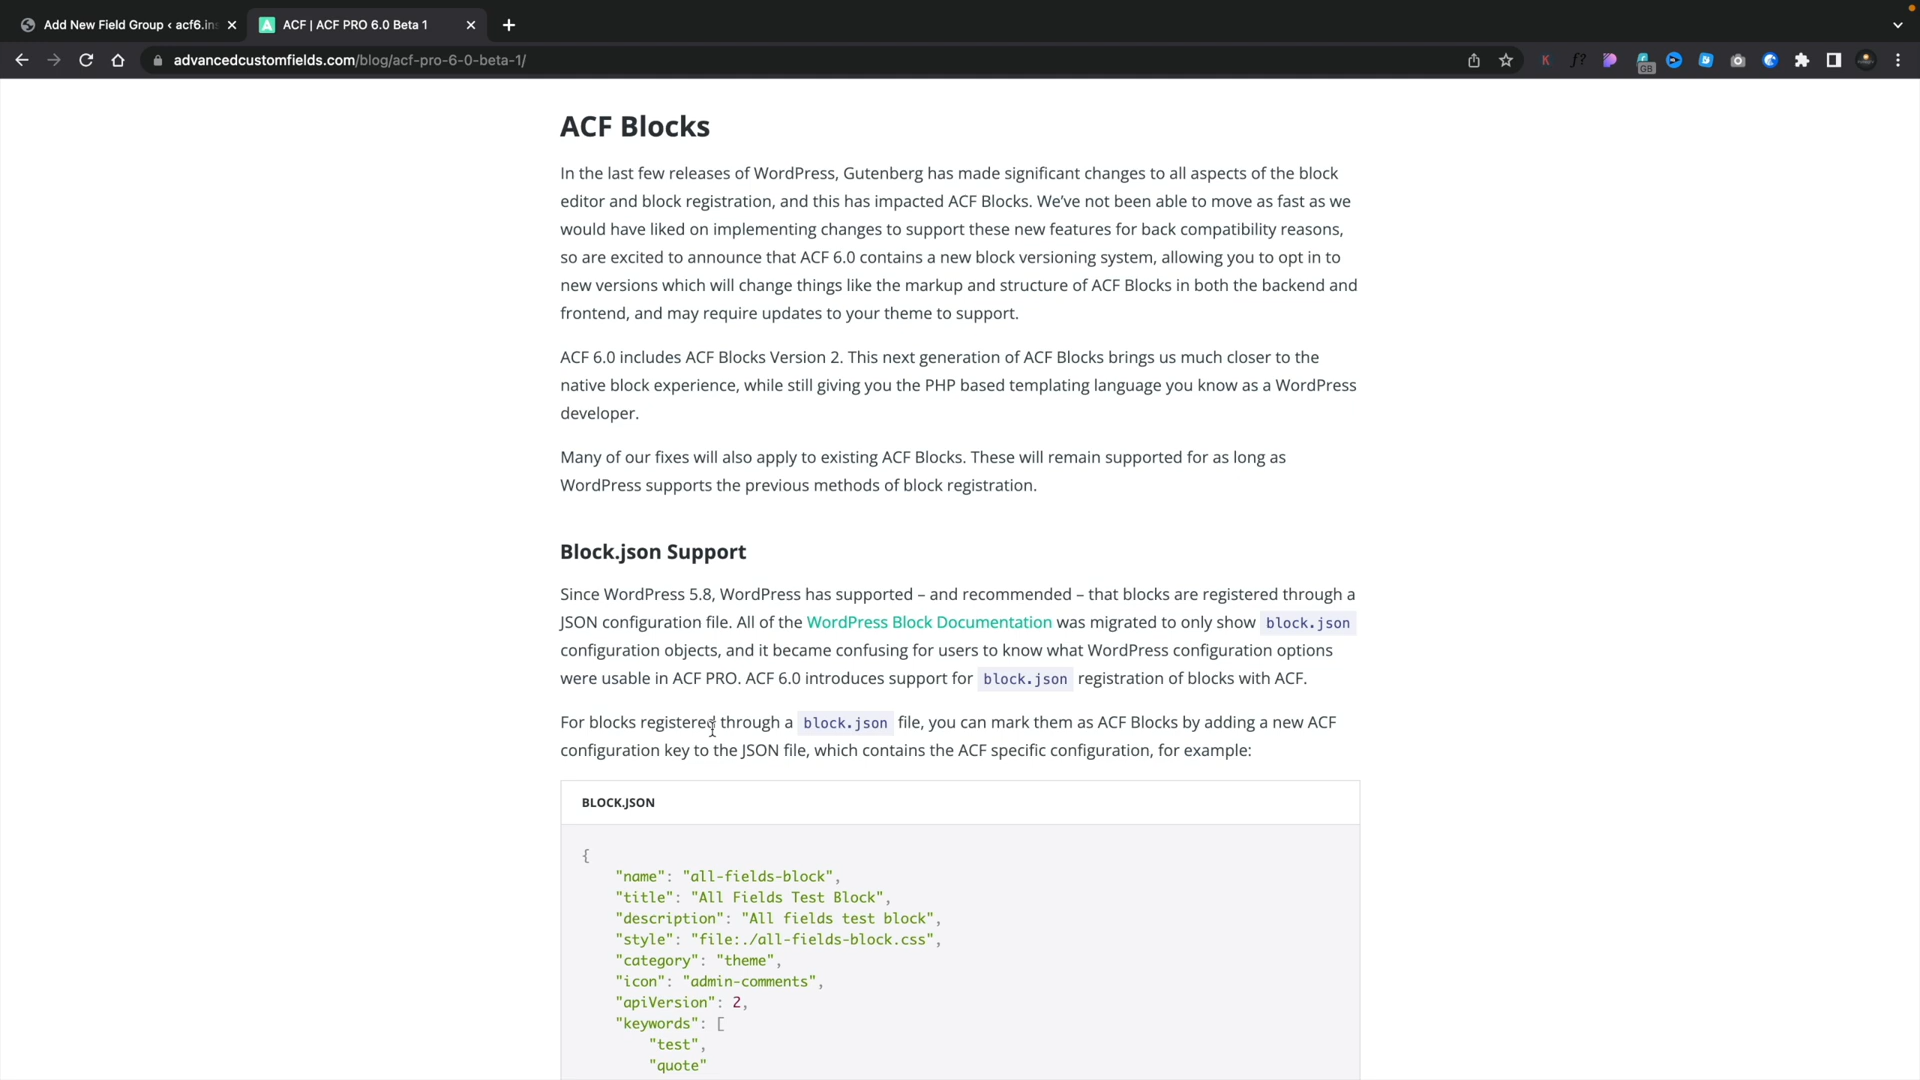 Add New Field Group ‹ acf6.in
ACF | ACF PRO 6.0 Beta 1
advancedcustomfields.com/blog/acf-pro-6-0-beta-1/
K
f?
GB
ACF Blocks
In the last few releases of WordPress, Gutenberg has made significant changes to all aspects of the block
editor and block registration, and this has impacted ACF Blocks. We've not been able to move as fast as we
would have liked on implementing changes to support these new features for back compatibility reasons,
so are excited to announce that ACF 6.0 contains a new block versioning system, allowing you to opt in to
new versions which will change things like the markup and structure of ACF Blocks in both the backend and
frontend, and may require updates to your theme to support.
ACF 6.0 includes ACF Blocks Version 2. This next generation of ACF Blocks brings us much closer to the
native block experience, while still giving you the PHP based templating language you know as a WordPress
developer.
Many of our fixes will also apply to existing ACF Blocks. These will remain supported for as long as
WordPress supports the previous methods of block registration.
Block.json Support
Since WordPress 5.8, WordPress has supported – and recommended – that blocks are registered through a
JSON configuration file. All of the WordPress Block Documentation was migrated to only show block.json
configuration objects, and it became confusing for users to know what WordPress configuration options
were usable in ACF PRO. ACF 6.0 introduces support for block.json registration of blocks with ACF.
For blocks registered through a block.json file, you can mark them as ACF Blocks by adding a new ACF
configuration key to the JSON file, which contains the ACF specific configuration, for example:
BLOCK.JSON
{
"name": "all-fields-block",
"title": "All Fields Test Block",
"description": "All fields test block",
"style": "file:./all-fields-block.css",
"category": "theme",
"icon": "admin-comments",
"apiVersion": 2,
"keywords": [
"test",
"quote"